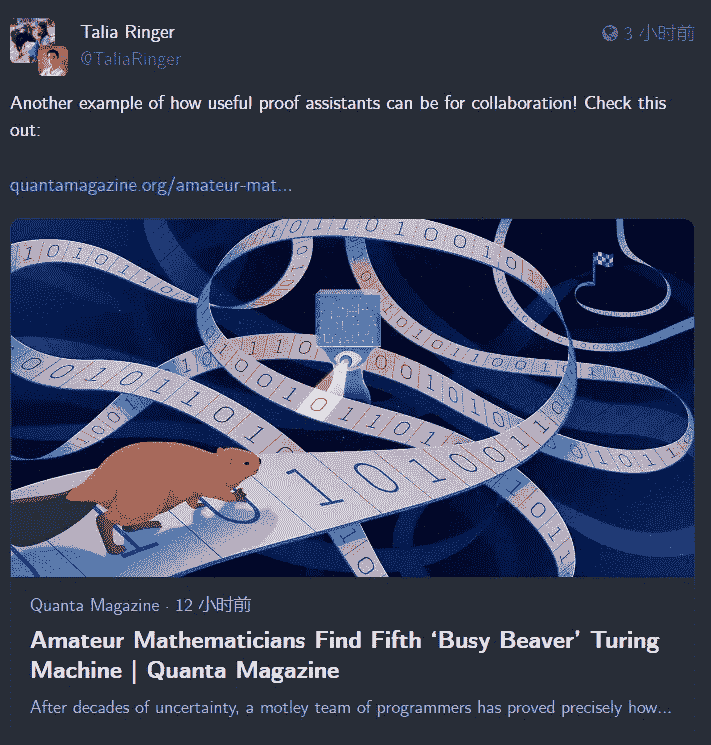 Talia Ringer
3 小时前
@TaliaRinger
Another example of how useful proof assistants can be for collaboration! Check this
out:
quantamagazine.org/amateur-mat...
Quanta Magazine · 12 小时前
Amateur Mathematicians Find Fifth ‘Busy Beaver’ Turing
Machine | Quanta Magazine
After decades of uncertainty, a motley team of programmers has proved precisely how...